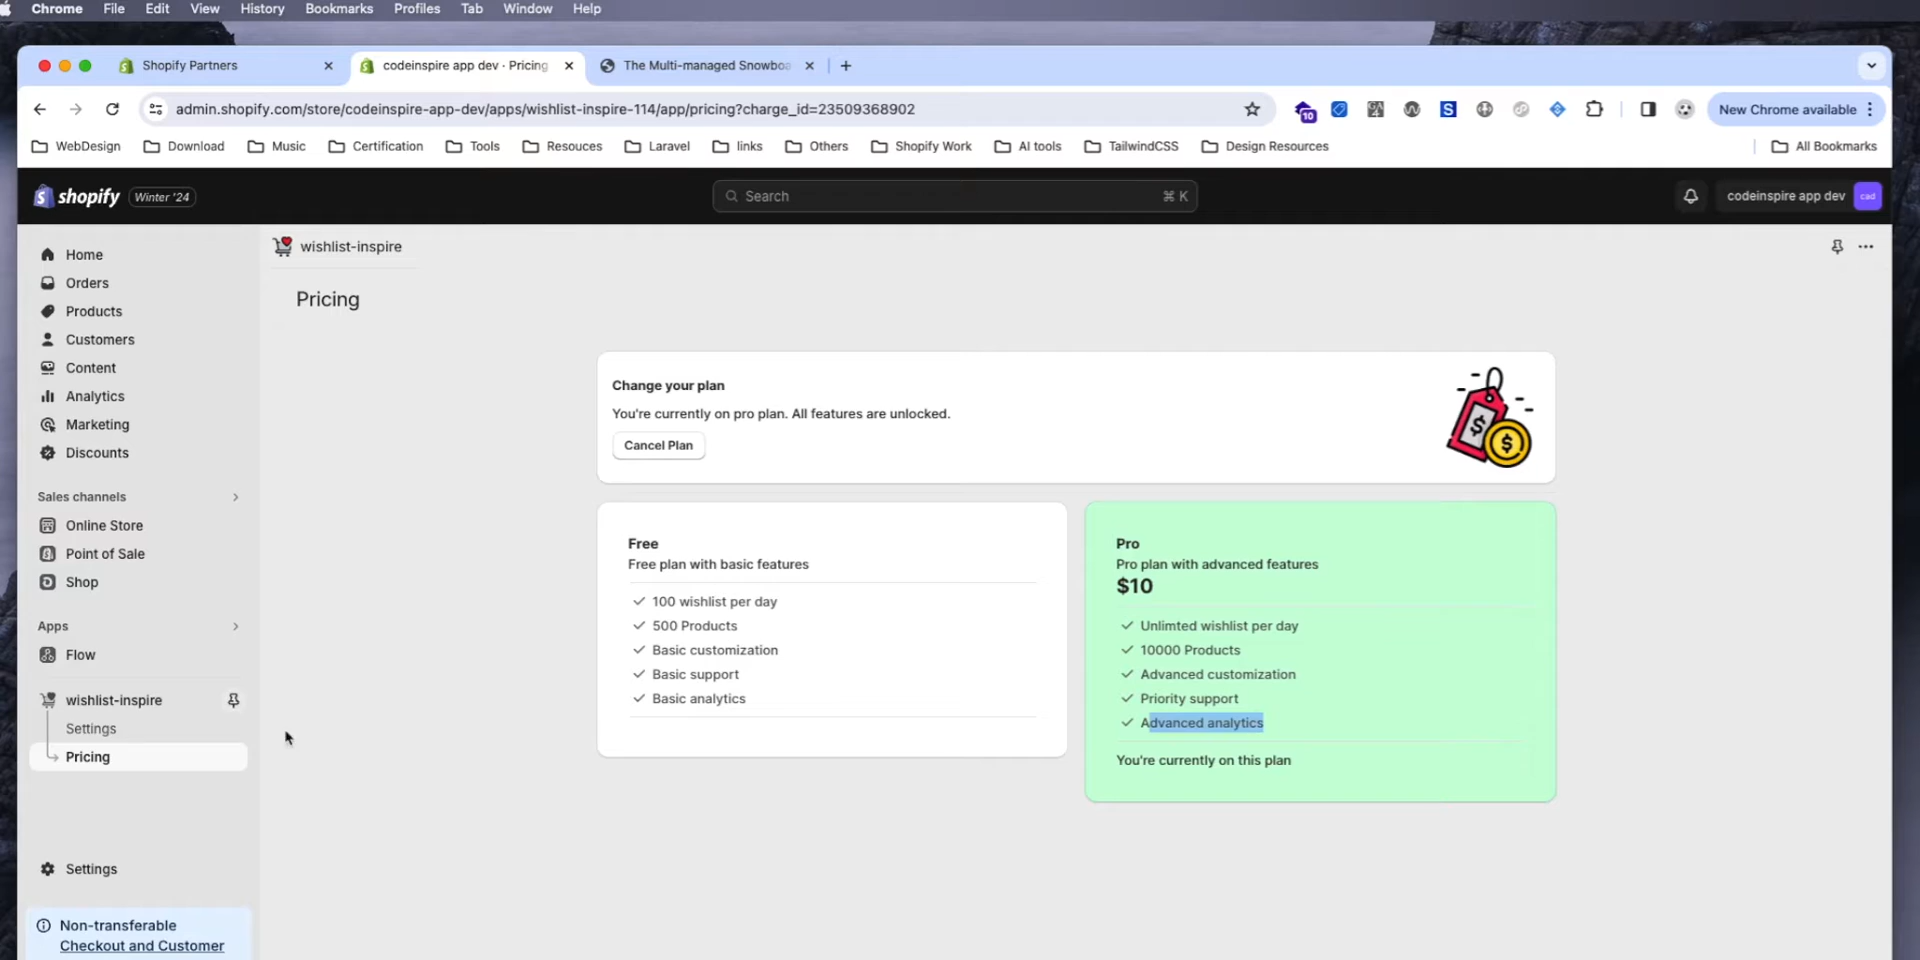 Chrome File Edit View History Bookmarks Profiles Tab Window Help
Shopify Partners
codeinspire app dev · Pricing
The Multi-managed Snowboa
admin.shopify.com/store/codeinspire-app-dev/apps/wishlist-inspire-114/app/pricing?charge_id=23509368902
10
S
New Chrome available
WebDesign Download Music Certification Tools Resouces Laravel links Others Shopify Work AI tools TailwindCSS Design Resources All Bookmarks
shopify Winter '24
Search ⌘ K
codeinspire app dev cad
Home
Orders
Products
Customers
Content
Analytics
Marketing
Discounts
Sales channels
Online Store
Point of Sale
Shop
Apps
Flow
wishlist-inspire
Settings
Pricing
Settings
Non-transferable
Checkout and Customer
wishlist-inspire
Pricing
Change your plan
You're currently on pro plan. All features are unlocked.
Cancel Plan
Free
Free plan with basic features
100 wishlist per day
500 Products
Basic customization
Basic support
Basic analytics
Pro
Pro plan with advanced features
$10
Unlimted wishlist per day
10000 Products
Advanced customization
Priority support
Advanced analytics
You're currently on this plan